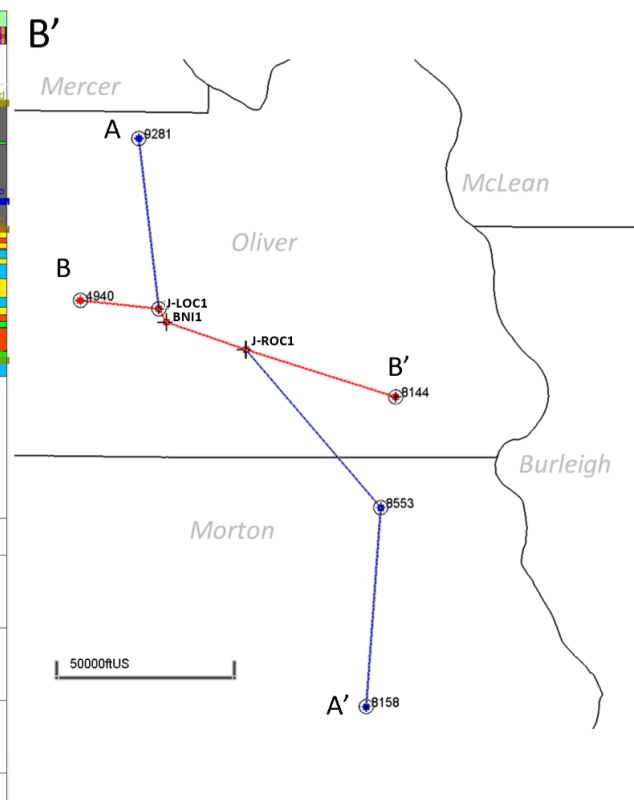 B′
Mercer
A
9281
McLean
Oliver
B
4940
J-LOC1
BNI1
J-ROC1
B′
8144
Burleigh
8553
Morton
50000ftUS
A′
8158